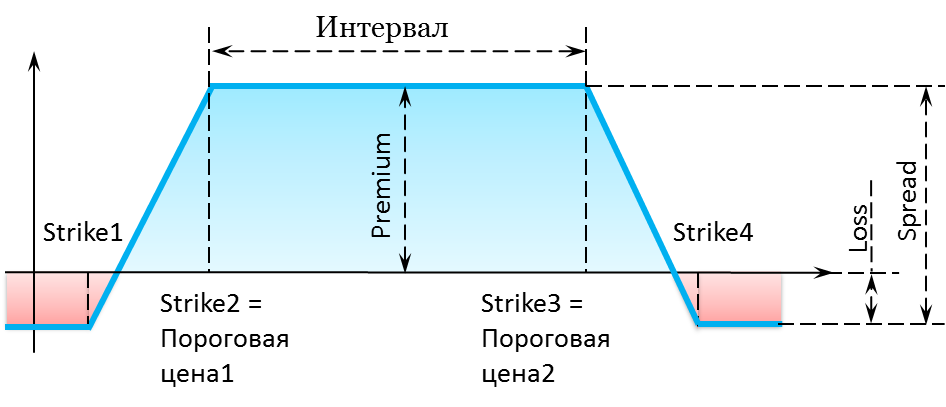 Интервал
Premium
Spread
Loss
Strike1
Strike4
Strike2 =
Пороговая
цена1
Strike3 =
Пороговая
цена2